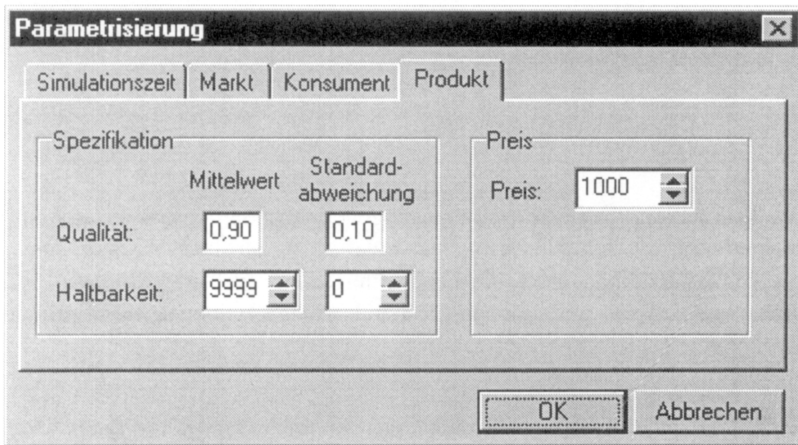 Parametrisierung
Simulationszeit Markt Konsument Produkt
Spezifikation
Mittelwert Standard-
abweichung
Qualität: 0,90 0,10
Haltbarkeit: 9999 0
Preis
Preis: 1000
OK Abbrechen